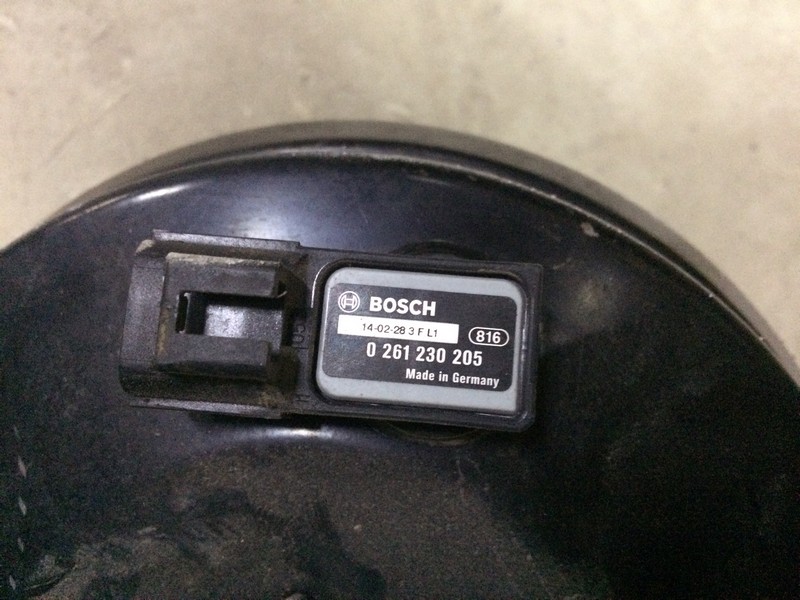 BOSCH
14-02-28 3 F L1
816
0 261 230 205
Made in Germany